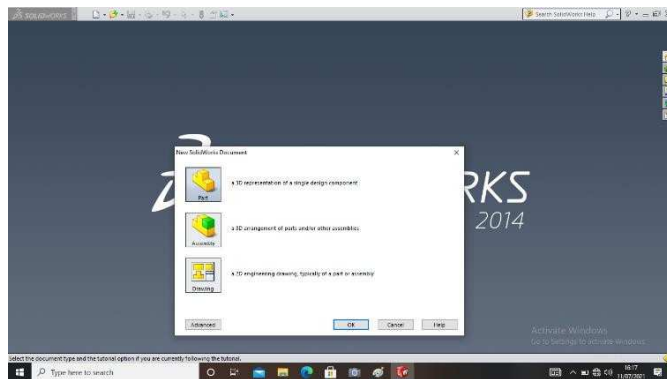 SOLIDWORKS
Search SolidWorks Help
RKS
2014
New SolidWorks Document
Part
a 3D representation of a single design component
Assembly
a 3D arrangement of parts and/or other assemblies
Drawing
a 2D engineering drawing, typically of a part or assembly
Advanced
OK
Cancel
Help
Activate Windows
Go to Settings to activate Windows.
Select the document type and the tutorial option if you are currently following the tutorial.
Type here to search
16:17
11/07/2021